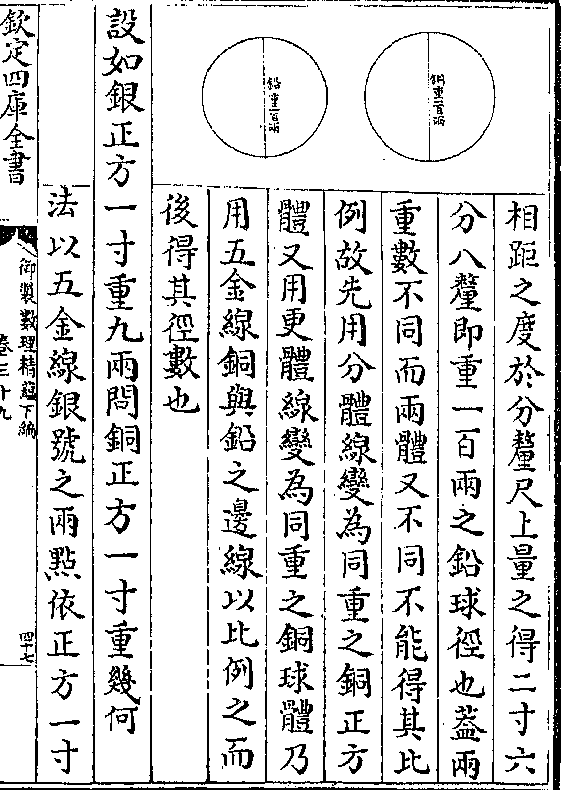 銅重一百兩
鉛重一百兩
相距之度於分釐尺上量之得二寸六
分八釐即重一百兩之鉛球徑也蓋兩
重數不同而兩體又不同不能得其比
例故先用分體線變為同重之銅正方
體又用更體線變為同重之銅球體乃
用五金線銅與鉛之邊線以比例之而
後得其徑數也
設如銀正方一寸重九兩問銅正方一寸重幾何
法以五金線銀號之兩點依正方一寸
欽定四庫全書
御製數理精蘊下編
卷三十九
四十七